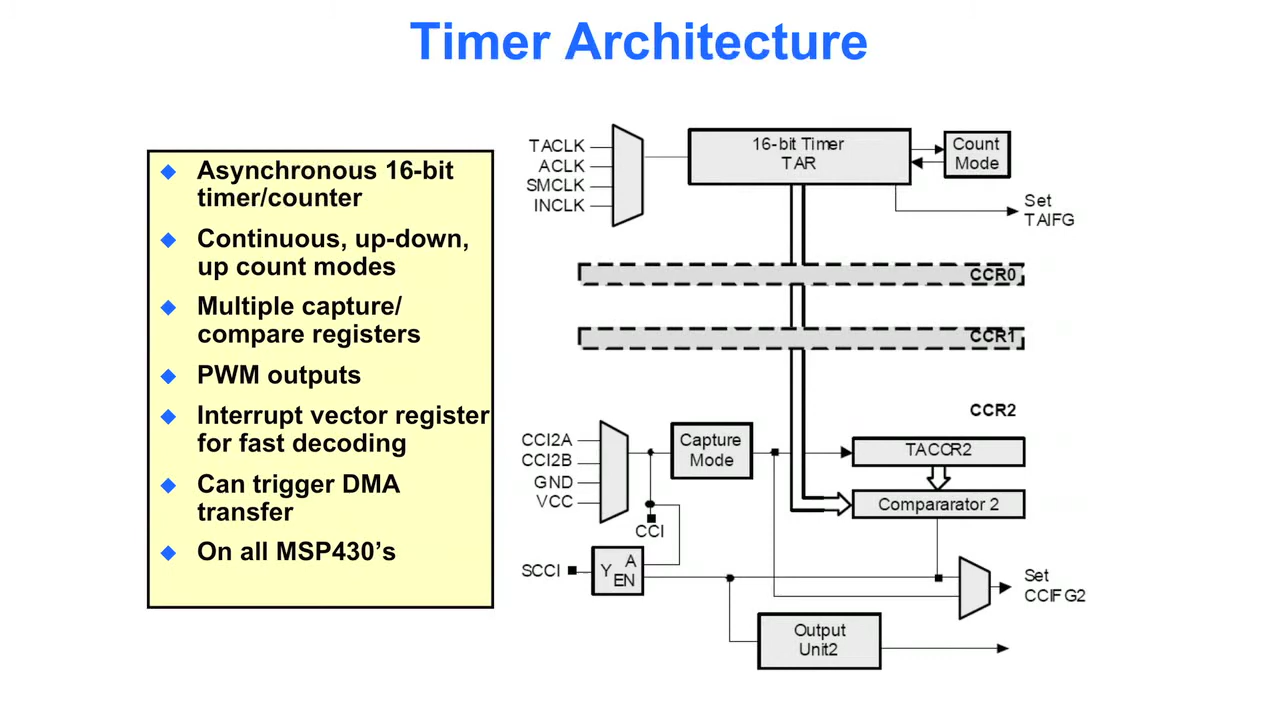 Timer Architecture
Asynchronous 16-bit
timer/counter
Continuous, up-down,
up count modes
Multiple capture/
compare registers
PWM outputs
Interrupt vector register
for fast decoding
Can trigger DMA
transfer
On all MSP430’s
TACLK
ACLK
SMCLK
INCLK
16-bit Timer
TAR
Count
Mode
Set
TAIFG
CCR0
CCR1
CCR2
CCI2A
CCI2B
GND
VCC
Capture
Mode
TACCR2
Compararator 2
CCI
SCCI
Y
A
EN
Set
CCIFG2
Output
Unit2